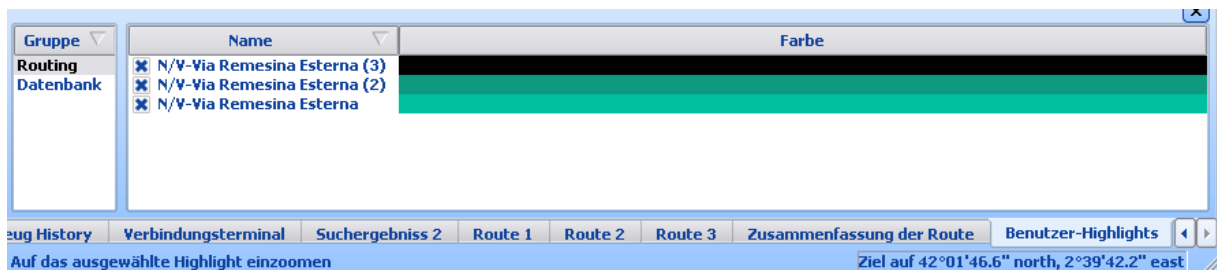 Gruppe Name Farbe
Routing N/V-Via Remesina Esterna (3)
Datenbank N/V-Via Remesina Esterna (2)
N/V-Via Remesina Esterna
eug History Verbindungsterminal Suchergebniss 2 Route 1 Route 2 Route 3 Zusammenfassung der Route Benutzer-Highlights
Auf das ausgewählte Highlight einzoomen Ziel auf 42°01'46.6" north, 2°39'42.2" east